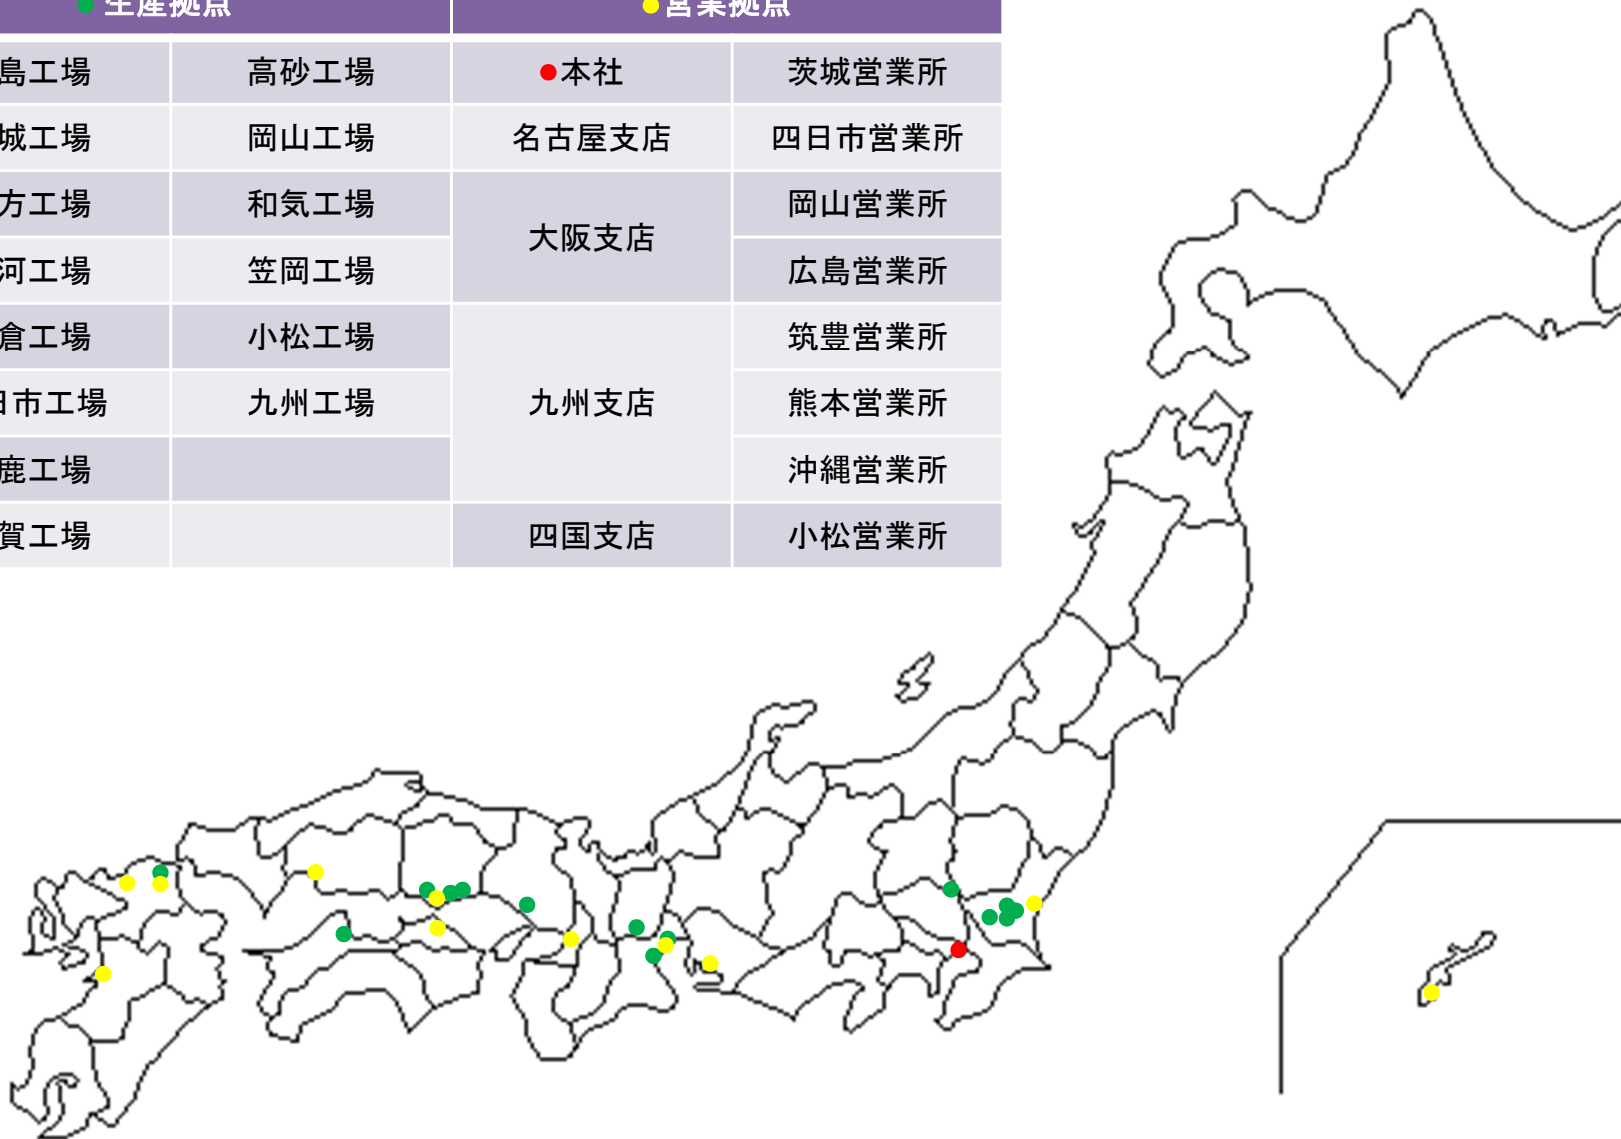 ● 生産拠点 ● 営業拠点
島工場 高砂工場 ●本社 茨城営業所
城工場 岡山工場 名古屋支店 四日市営業所
方工場 和気工場 大阪支店 岡山営業所
河工場 笠岡工場 広島営業所
倉工場 小松工場 九州支店 筑豊営業所
日市工場 九州工場 熊本営業所
鹿工場 沖縄営業所
賀工場 四国支店 小松営業所